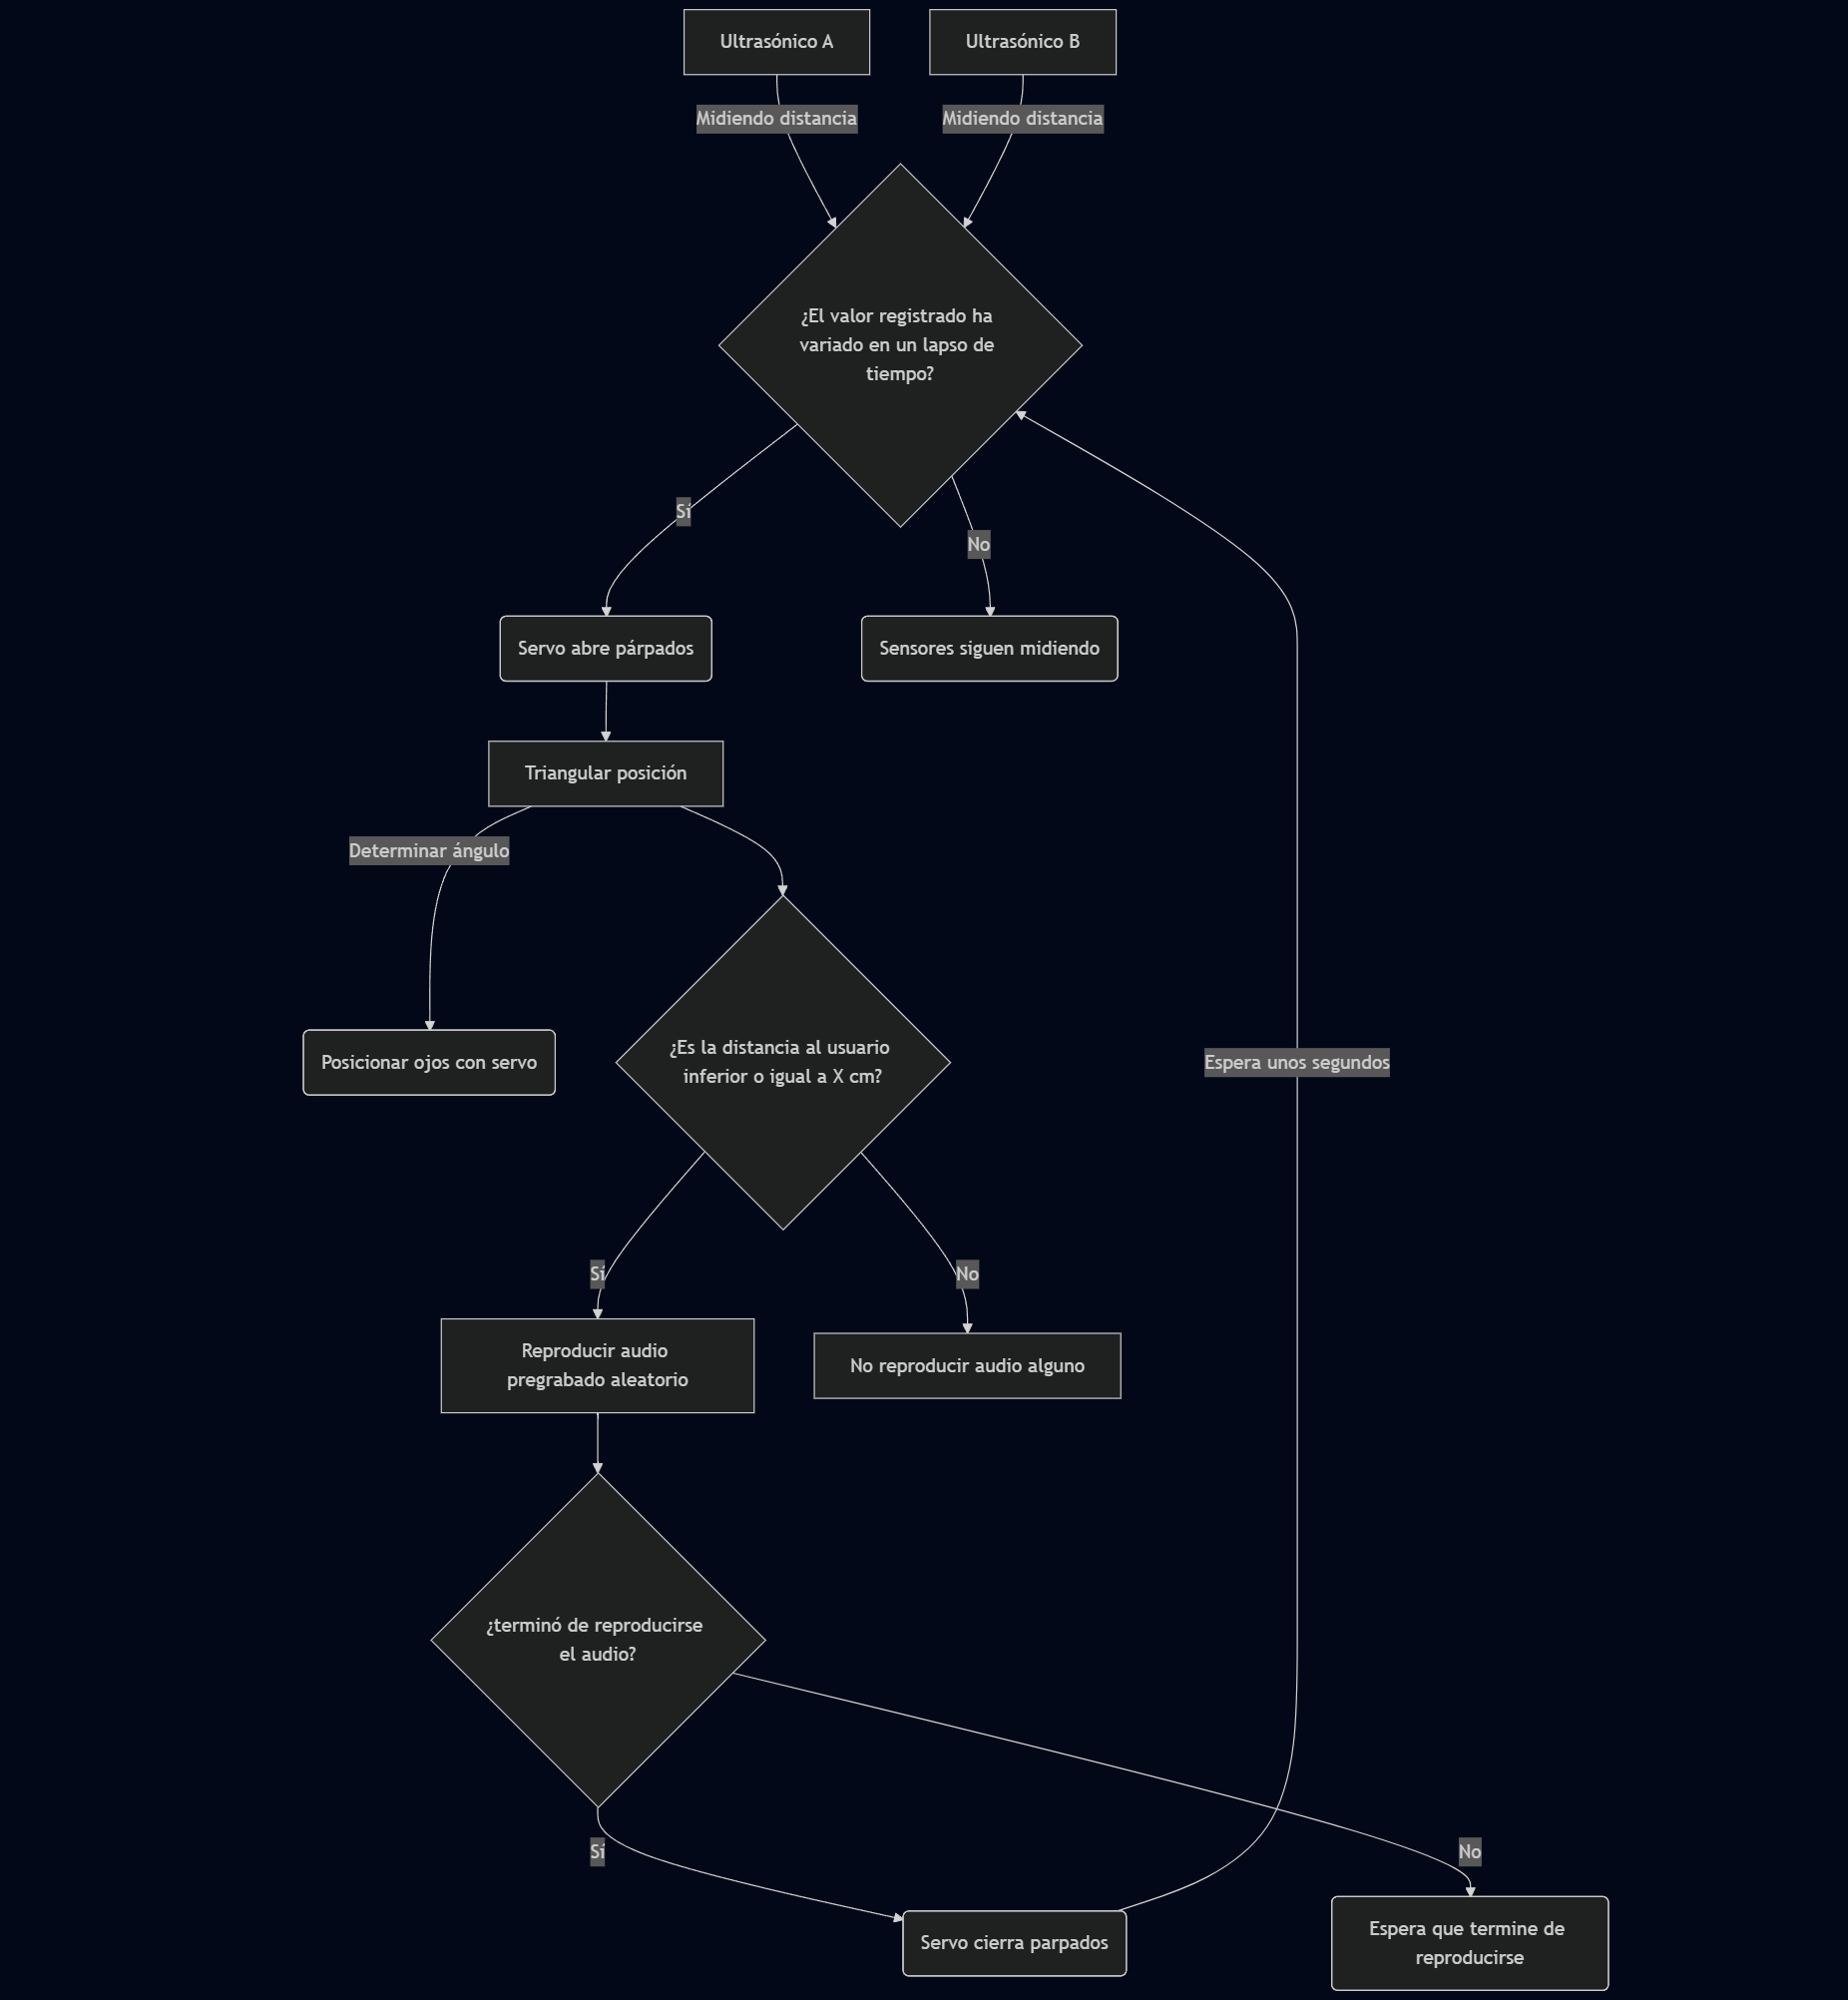 Ultrasónico A
Ultrasónico B
Midiendo distancia
Midiendo distancia
¿El valor registrado ha
variado en un lapso de
tiempo?
Sí
No
Servo abre párpados
Sensores siguen midiendo
Triangular posición
Determinar ángulo
Posicionar ojos con servo
¿Es la distancia al usuario
inferior o igual a X cm?
Espera unos segundos
Sí
No
Reproducir audio
pregrabado aleatorio
No reproducir audio alguno
¿terminó de reproducirse
el audio?
Sí
No
Servo cierra parpados
Espera que termine de
reproducirse